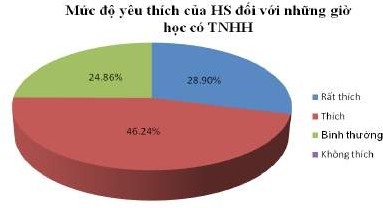 Mức độ yêu thích của HS đối với những giờ
học có TNHH
24.86%
28.90%
46.24%
Rất thích
Thích
Bình thường
Không thích